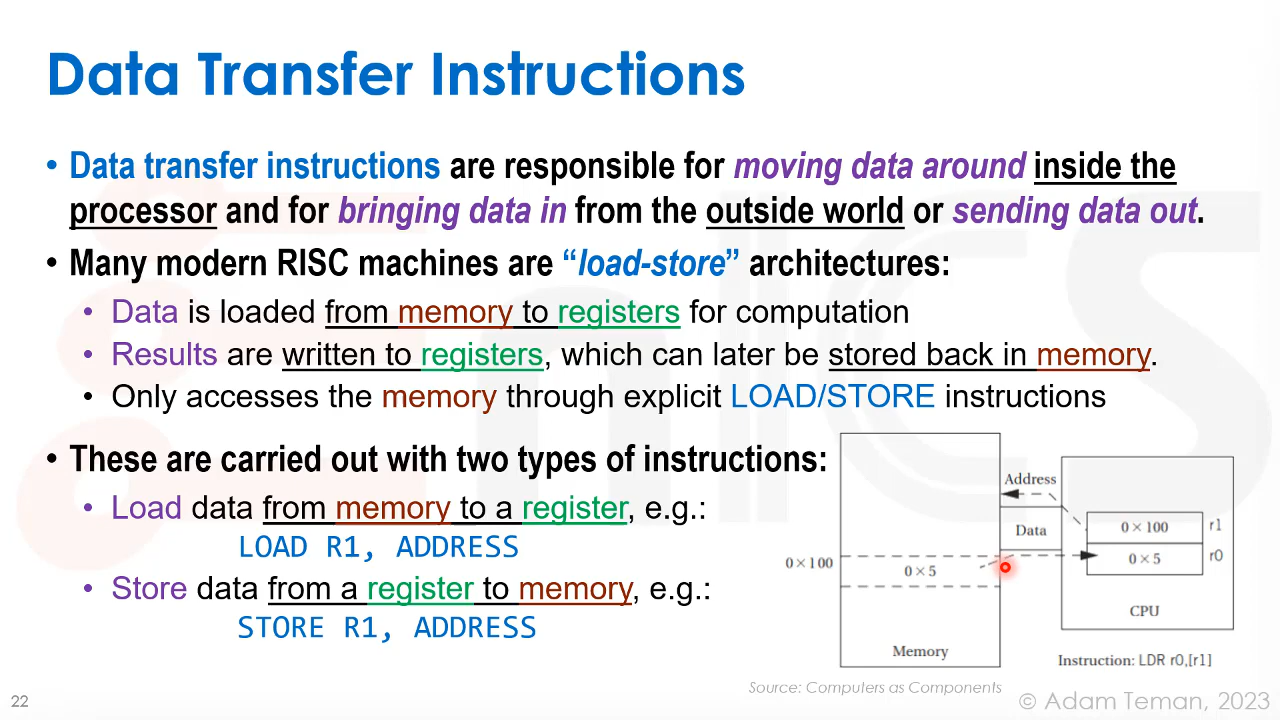 Data Transfer Instructions
• Data transfer instructions are responsible for moving data around inside the
processor and for bringing data in from the outside world or sending data out.
• Many modern RISC machines are “load-store” architectures:
• Data is loaded from memory to registers for computation
• Results are written to registers, which can later be stored back in memory.
• Only accesses the memory through explicit LOAD/STORE instructions
• These are carried out with two types of instructions:
• Load data from memory to a register, e.g.:
LOAD R1, ADDRESS
• Store data from a register to memory, e.g.:
STORE R1, ADDRESS
Address
Data
0×100 r1
0×5 r0
CPU
0×100
0×5
Memory
Instruction: LDR r0,[r1]
Source: Computers as Components
22
© Adam Teman, 2023